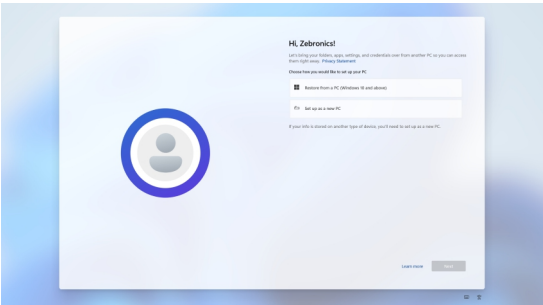 Hi, Zebronics!
Let's bring your folders, apps, settings, and credentials over from another PC so you can access
them right away. Privacy Statement
Choose how you would like to set up your PC
Restore from a PC (Windows 10 and above)
Set up as a new PC
If your info is stored on another type of device, you'll need to set up as a new PC.
Learn more
Next